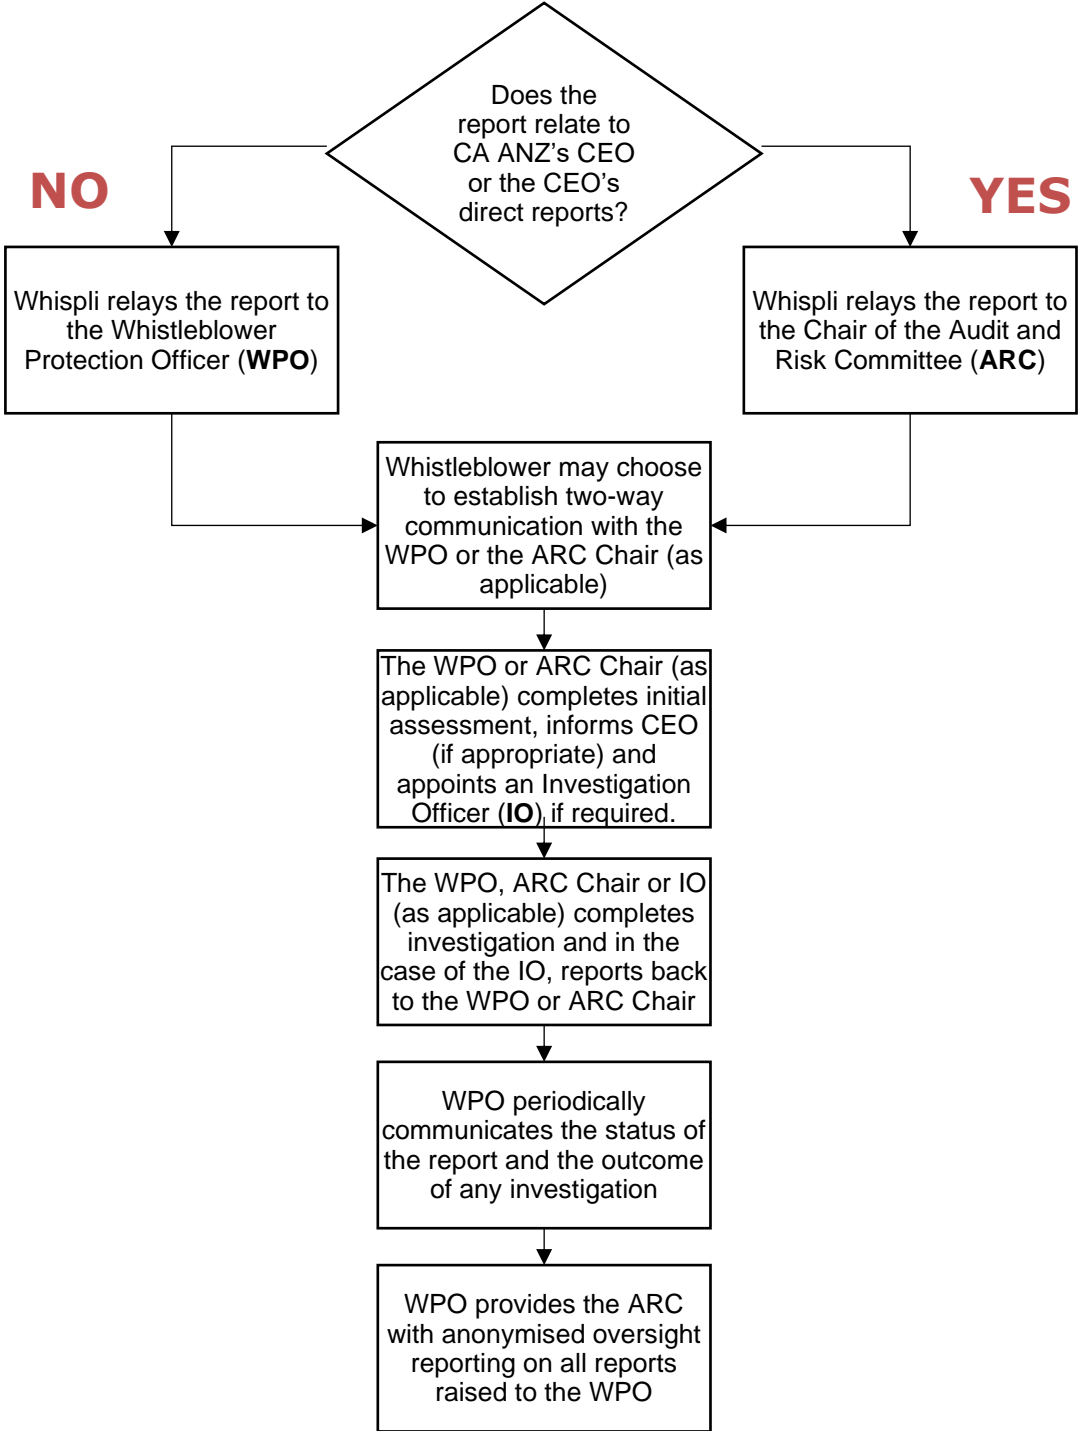 Does the
report relate to
CA ANZ's CEO
or the CEO's
direct reports?
NO
YES
Whispli relays the report to
the Whistleblower
Protection Officer (WPO)
Whispli relays the report to
the Chair of the Audit and
Risk Committee (ARC)
Whistleblower may choose
to establish two-way
communication with the
WPO or the ARC Chair (as
applicable)
The WPO or ARC Chair (as
applicable) completes initial
assessment, informs CEO
(if appropriate) and
appoints an Investigation
Officer (IO) if required.
The WPO, ARC Chair or IO
(as applicable) completes
investigation and in the
case of the IO, reports back
to the WPO or ARC Chair
WPO periodically
communicates the status of
the report and the outcome
of any investigation
WPO provides the ARC
with anonymised oversight
reporting on all reports
raised to the WPO